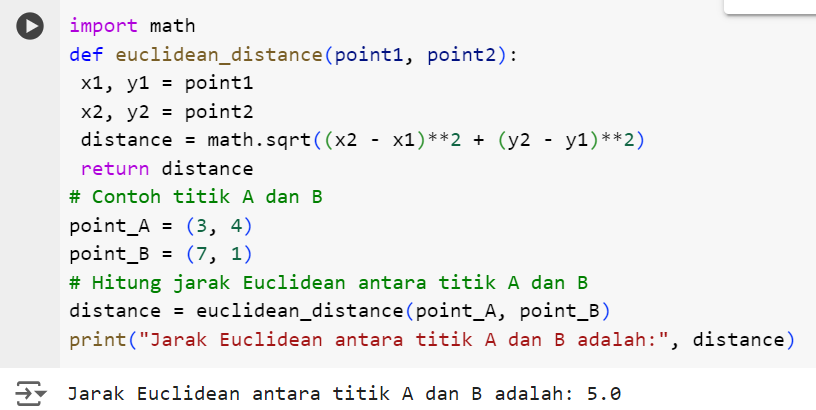 import math
def euclidean_distance(point1, point2):
 x1, y1 = point1
 x2, y2 = point2
 distance = math.sqrt((x2 - x1)**2 + (y2 - y1)**2)
 return distance
# Contoh titik A dan B
point_A = (3, 4)
point_B = (7, 1)
# Hitung jarak Euclidean antara titik A dan B
distance = euclidean_distance(point_A, point_B)
print("Jarak Euclidean antara titik A dan B adalah:", distance)
Jarak Euclidean antara titik A dan B adalah: 5.0